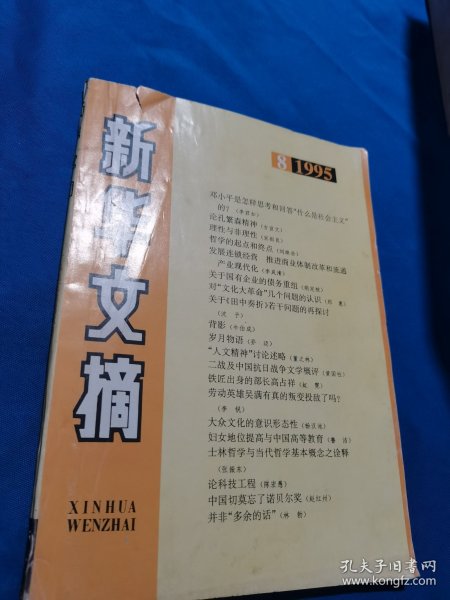 新华文摘
XINHUA
WENZHAI
8 1995
邓小平是怎样思考和回答“什么是社会主义”
的？
论孔繁森精神
理性与非理性
哲学的起点和终点
发展连锁经营 推进商业体制改革和流通
产业现代化
关于国有企业的债务重组
对“文化大革命”几个问题的认识
关于《田中奏折》若干问题的再探讨
背影
岁月物语
“人文精神”讨论述略
二战及中国抗日战争文学概评
铁匠出身的部长高占祥
劳动英雄吴满有真的叛变投敌了吗？
大众文化的意识形态性
妇女地位提高与中国高等教育
士林哲学与当代哲学基本概念之诠释
（张振东）
论科技工程（陈宏愚）
中国切莫忘了诺贝尔奖（赵红州）
并非“多余的话”
孔夫子旧书网
www.kongfz.com